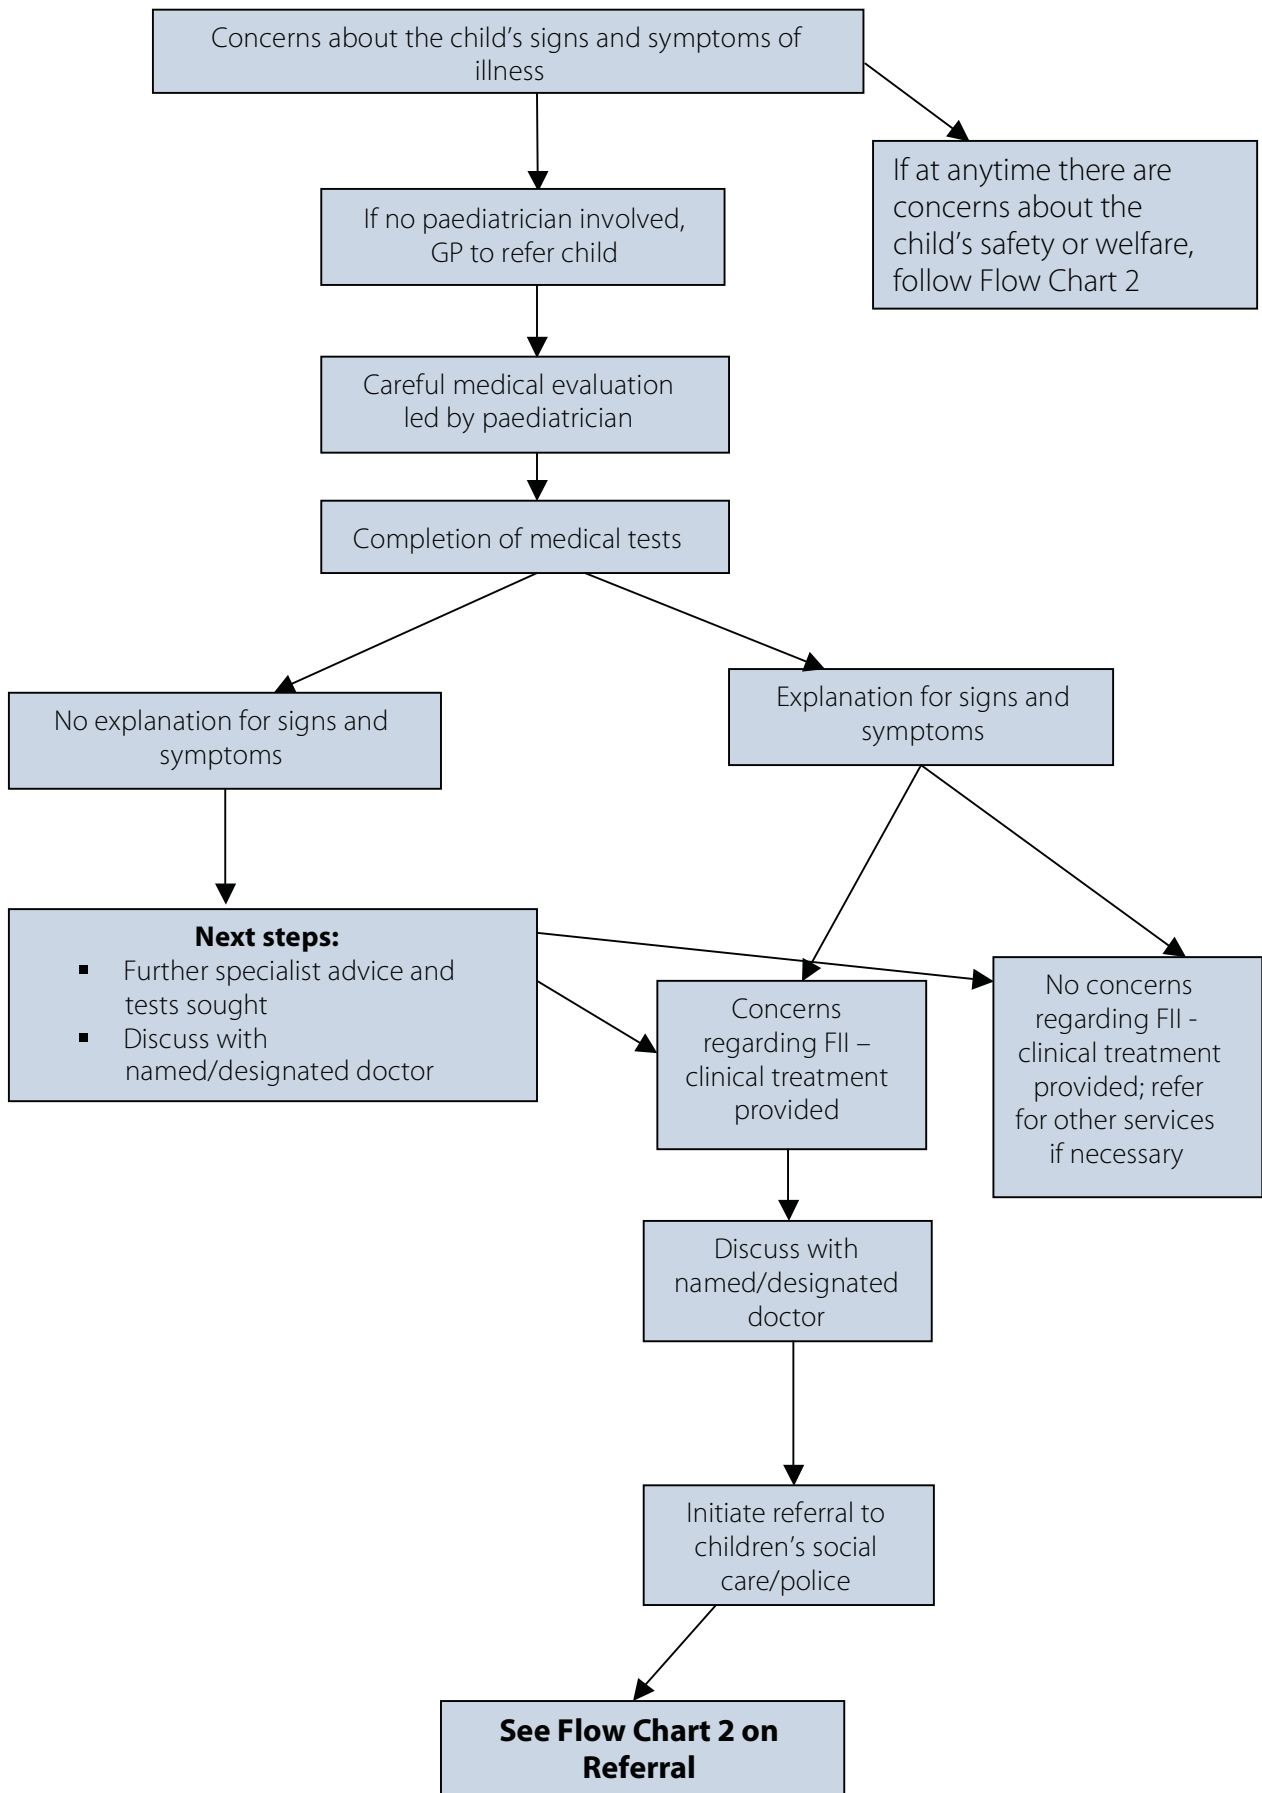 Concerns about the child’s signs and symptoms of
illness
If at anytime there are
concerns about the
child’s safety or welfare,
follow Flow Chart 2
If no paediatrician involved,
GP to refer child
Careful medical evaluation
led by paediatrician
Completion of medical tests
No explanation for signs and
symptoms
Explanation for signs and
symptoms
Next steps:
▪ Further specialist advice and
tests sought
▪ Discuss with
named/designated doctor
Concerns
regarding FII –
clinical treatment
provided
No concerns
regarding FII -
clinical treatment
provided; refer
for other services
if necessary
Discuss with
named/designated
doctor
Initiate referral to
children’s social
care/police
See Flow Chart 2 on
Referral